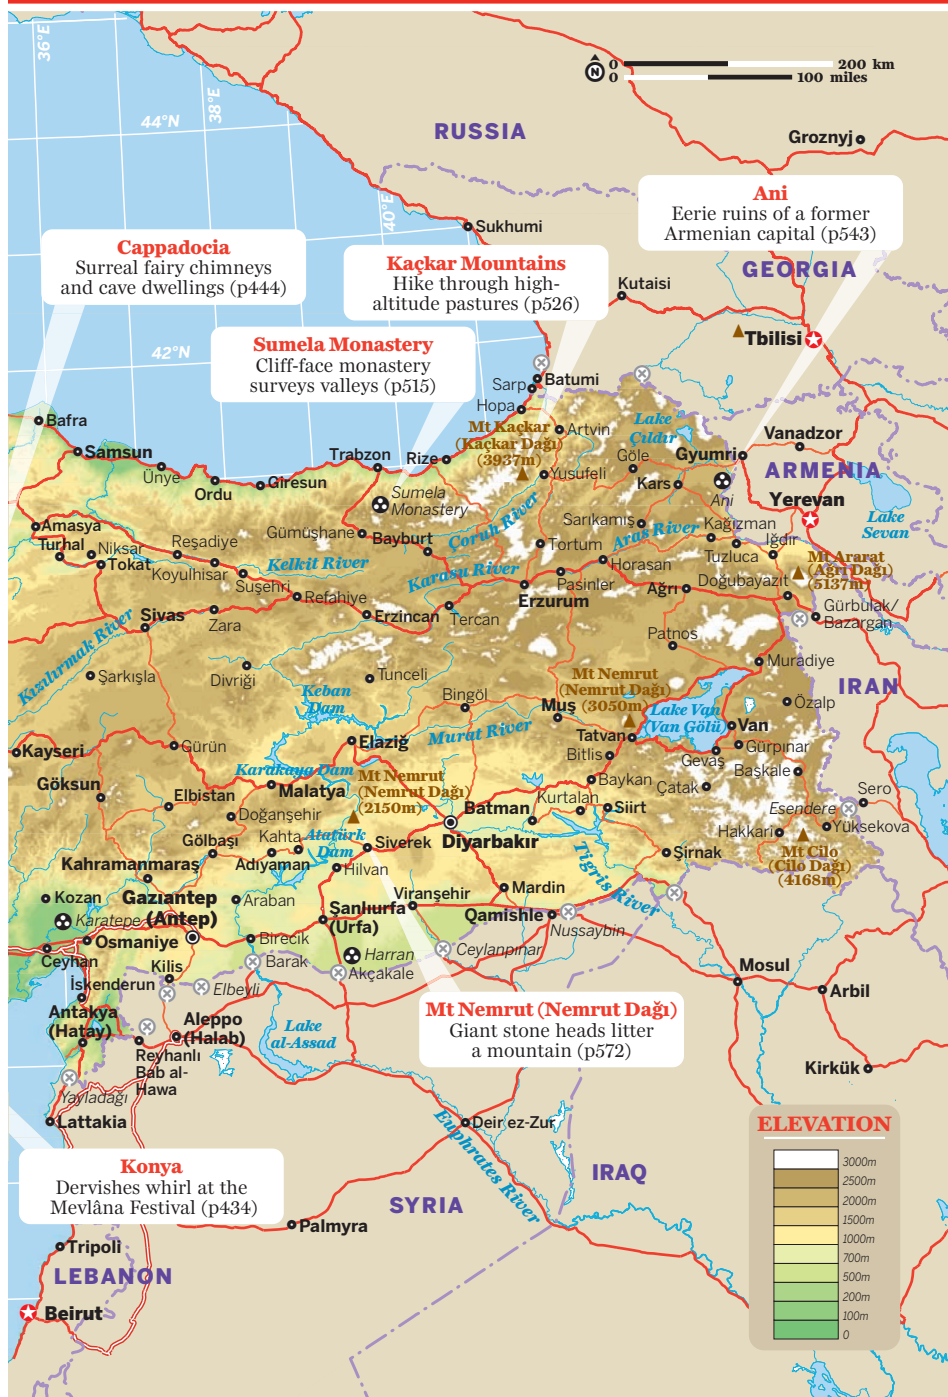 36°E
38°E
40°E
44°N
42°N
0
200 km
0
100 miles
N
RUSSIA
Groznyj
Ani
Eerie ruins of a former
Armenian capital (p543)
Sukhumi
Cappadocia
Surreal fairy chimneys
and cave dwellings (p444)
Kaçkar Mountains
Hike through high-
altitude pastures (p526)
GEORGIA
Kutaisi
Sumela Monastery
Cliff-face monastery
surveys valleys (p515)
Tbilisi
Batumi
Sarp
Hopa
Bafra
Mt Kaçkar
(Kaçkar Dağı)
(3937m)
Artvin
Lake
Çıldır
Vanadzor
Samsun
Trabzon
Rize
Göle
Gyumri
ARMENIA
Ünye
Ordu
Giresun
Yusufeli
Kars
Ani
Yerevan
Sumela
Monastery
Lake
Sevan
Amasya
Turhal
Niksar
Tokat
Reşadiye
Koyulhisar
Gümüşhane
Bayburt
Çoruh River
Sarıkamış
Aras River
Kağızman
Iğdır
Tuzluca
Tortum
Horasan
Mt Ararat
(Ağrı Dağı)
(5137m)
Kelkit River
Karasu River
Suşehri
Refahiye
Pasinler
Erzurum
Ağrı
Doğubayazıt
Gürbulak/
Bazargan
Sivas
Zara
Erzincan
Tercan
Patnos
Kızılırmak River
Şarkışla
Divriği
Tunceli
Muradiye
IRAN
Keban
Dam
Bingöl
Mt Nemrut
(Nemrut Dağı)
(3050m)
Muş
Lake Van
(Van Gölü)
Özalp
Van
Murat River
Elazığ
Tatvan
Gürpınar
Kayseri
Gürün
Bitlis
Gevaş
Karakaya Dam
Mt Nemrut
(Nemrut Dağı)
(2150m)
Başkale
Göksun
Malatya
Baykan
Çatak
Sero
Elbistan
Batman
Kurtalan
Siirt
Esendere
Doğanşehir
Gölbaşı
Kahta
Atatürk
Dam
Siverek
Diyarbakır
Hakkari
Yüksekova
Adıyaman
Hilvan
Tigris River
Şırnak
Mt Cilo
(Cilo Dağı)
(4168m)
Kahramanmaraş
Kozan
Gaziantep
(Antep)
Araban
Viranşehir
Mardin
Karatepe
Şanlıurfa
(Urfa)
Qamishle
Nussaybin
Osmaniye
Birecik
Harran
Ceylanpınar
Ceyhan
Kilis
Barak
Akçakale
Mosul
İskenderun
Elbeyli
Arbil
Antakya
(Hatay)
Aleppo
(Halab)
Lake
al-Assad
Mt Nemrut (Nemrut Dağı)
Giant stone heads litter
a mountain (p572)
Reyhanlı
Bab al-
Hawa
Kirkük
Yayladağı
Lattakia
Deir ez-Zur
Euphrates River
Konya
Dervishes whirl at the
Mevlâna Festival (p434)
IRAQ
SYRIA
Palmyra
Tripoli
LEBANON
Beirut
ELEVATION
3000m
2500m
2000m
1500m
1000m
700m
500m
200m
100m
0